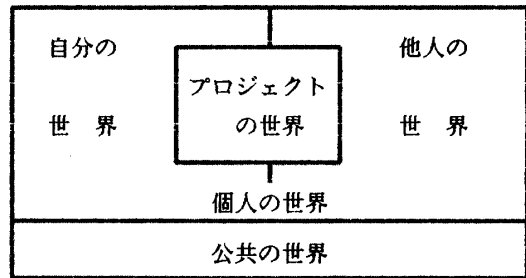 自分の
世 界
プロジェクト
の世界
他人の
世 界
個人の世界
公共の世界